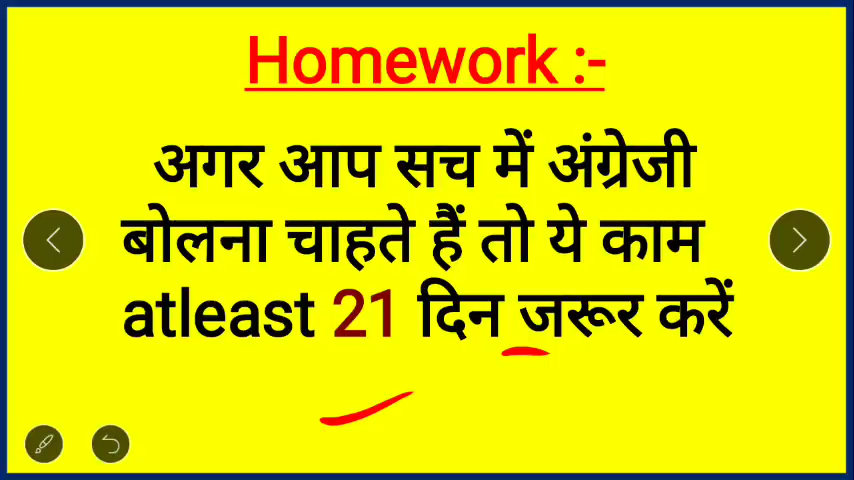 Homework :-
अगर आप सच में अंग्रेजी
बोलना चाहते हैं तो ये काम
atleast 21 दिन जरूर करें